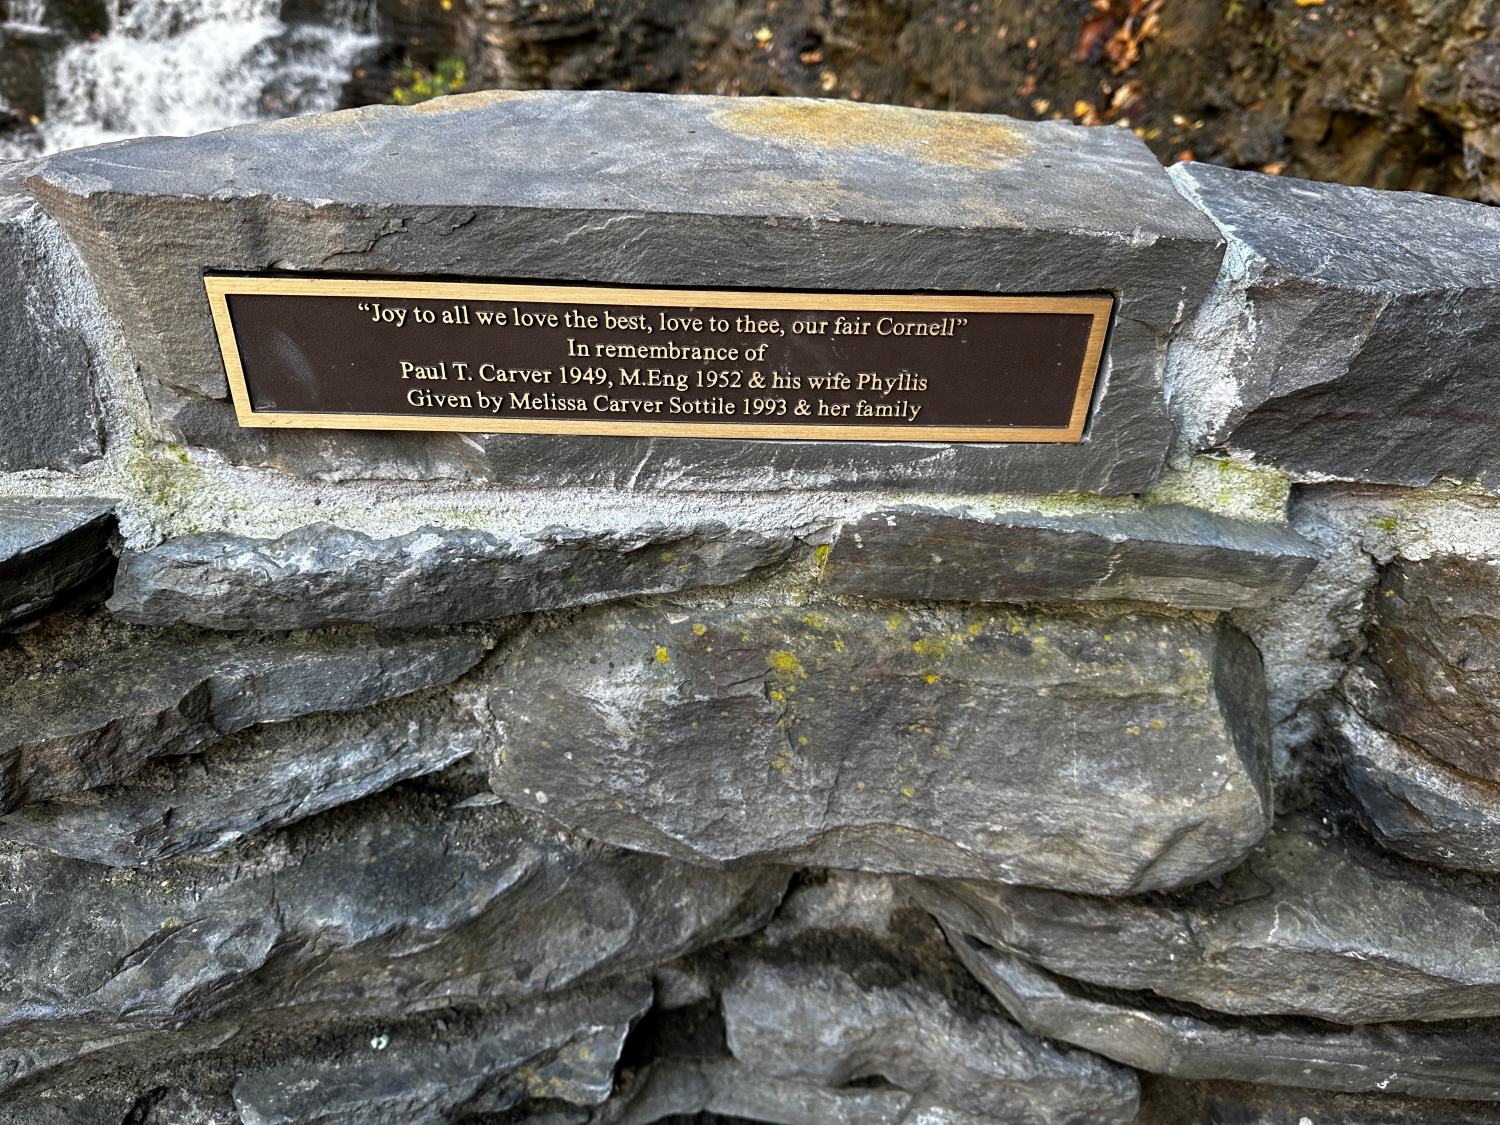 “Joy to all we love the best, love to thee, our fair Cornell”
In remembrance of
Paul T. Carver 1949, M.Eng 1952 & his wife Phyllis
Given by Melissa Carver Sottile 1993 & her family